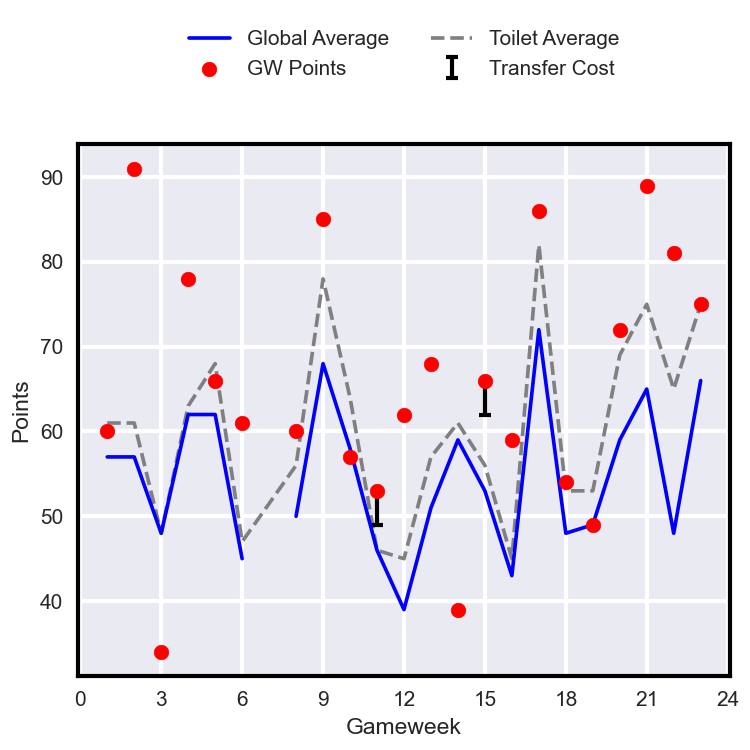 Global Average
Toilet Average
GW Points
Transfer Cost
90
80
70
60
50
40
Points
0 3 6 9 12 15 18 21 24
Gameweek